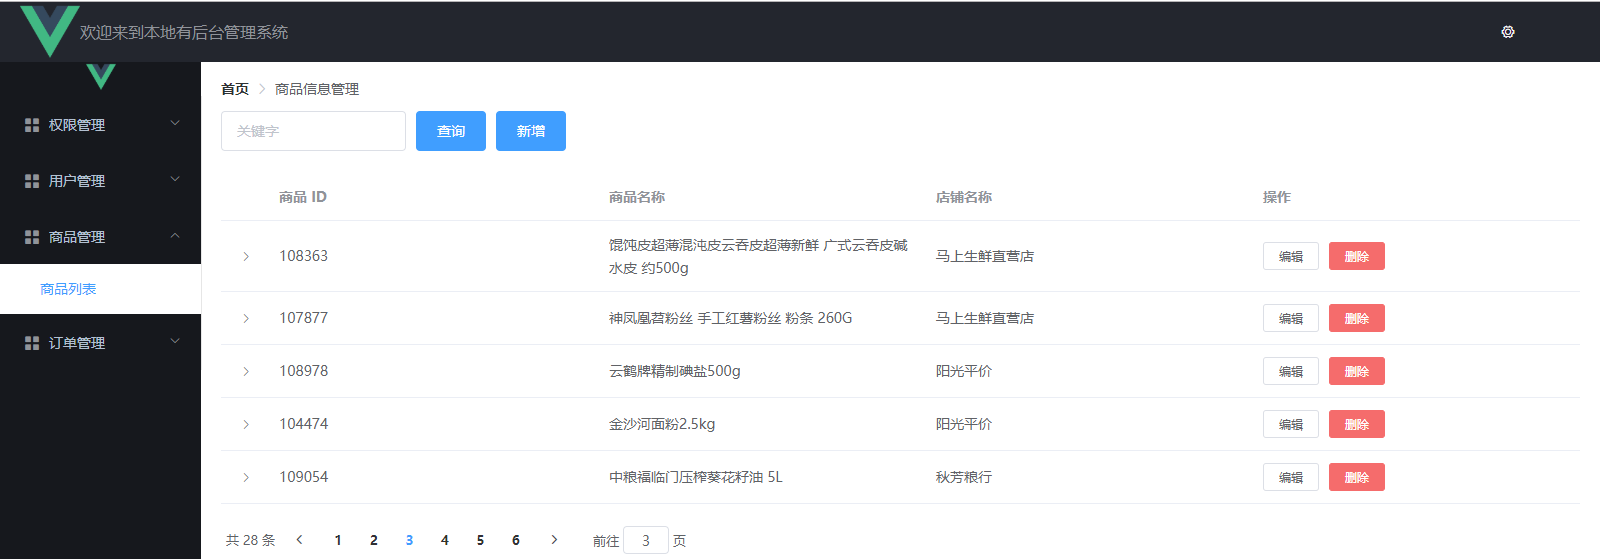 欢迎来到本地有后台管理系统
权限管理
用户管理
商品管理
商品列表
订单管理
首页 > 商品信息管理
关键字 查询 新增
商品 ID 商品名称 店铺名称 操作
108363 馄饨皮超薄混沌皮云吞皮超薄新鲜 广式云吞皮碱 马上生鲜直营店 编辑 删除
水皮 约500g
107877 神凤凰苕粉丝 手工红薯粉丝 粉条 260G 马上生鲜直营店 编辑 删除
108978 云鹤牌精制碘盐500g 阳光平价 编辑 删除
104474 金沙河面粉2.5kg 阳光平价 编辑 删除
109054 中粮福临门压榨葵花籽油 5L 秋芳粮行 编辑 删除
共 28 条 < 1 2 3 4 5 6 > 前往 3 页